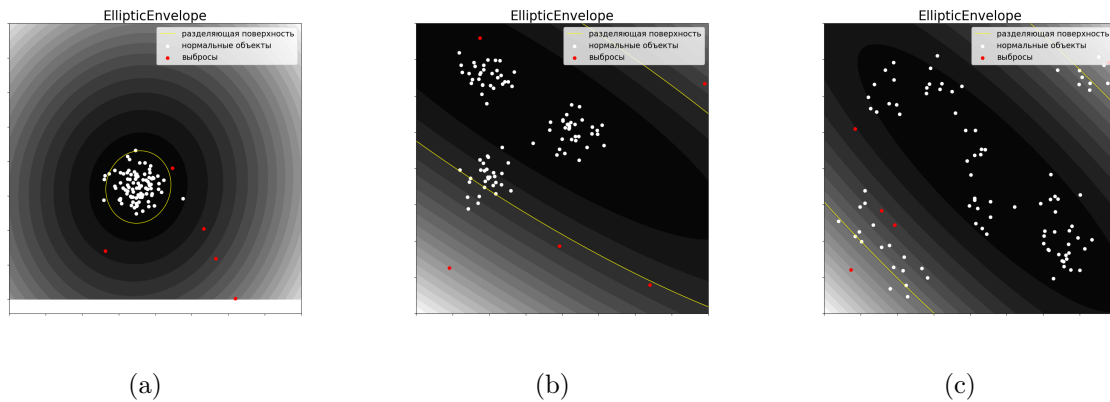 EllipticEnvelope
разделяющая поверхность
нормальные объекты
выбросы
(a)
EllipticEnvelope
разделяющая поверхность
нормальные объекты
выбросы
(b)
EllipticEnvelope
разделяющая поверхность
нормальные объекты
выбросы
(c)